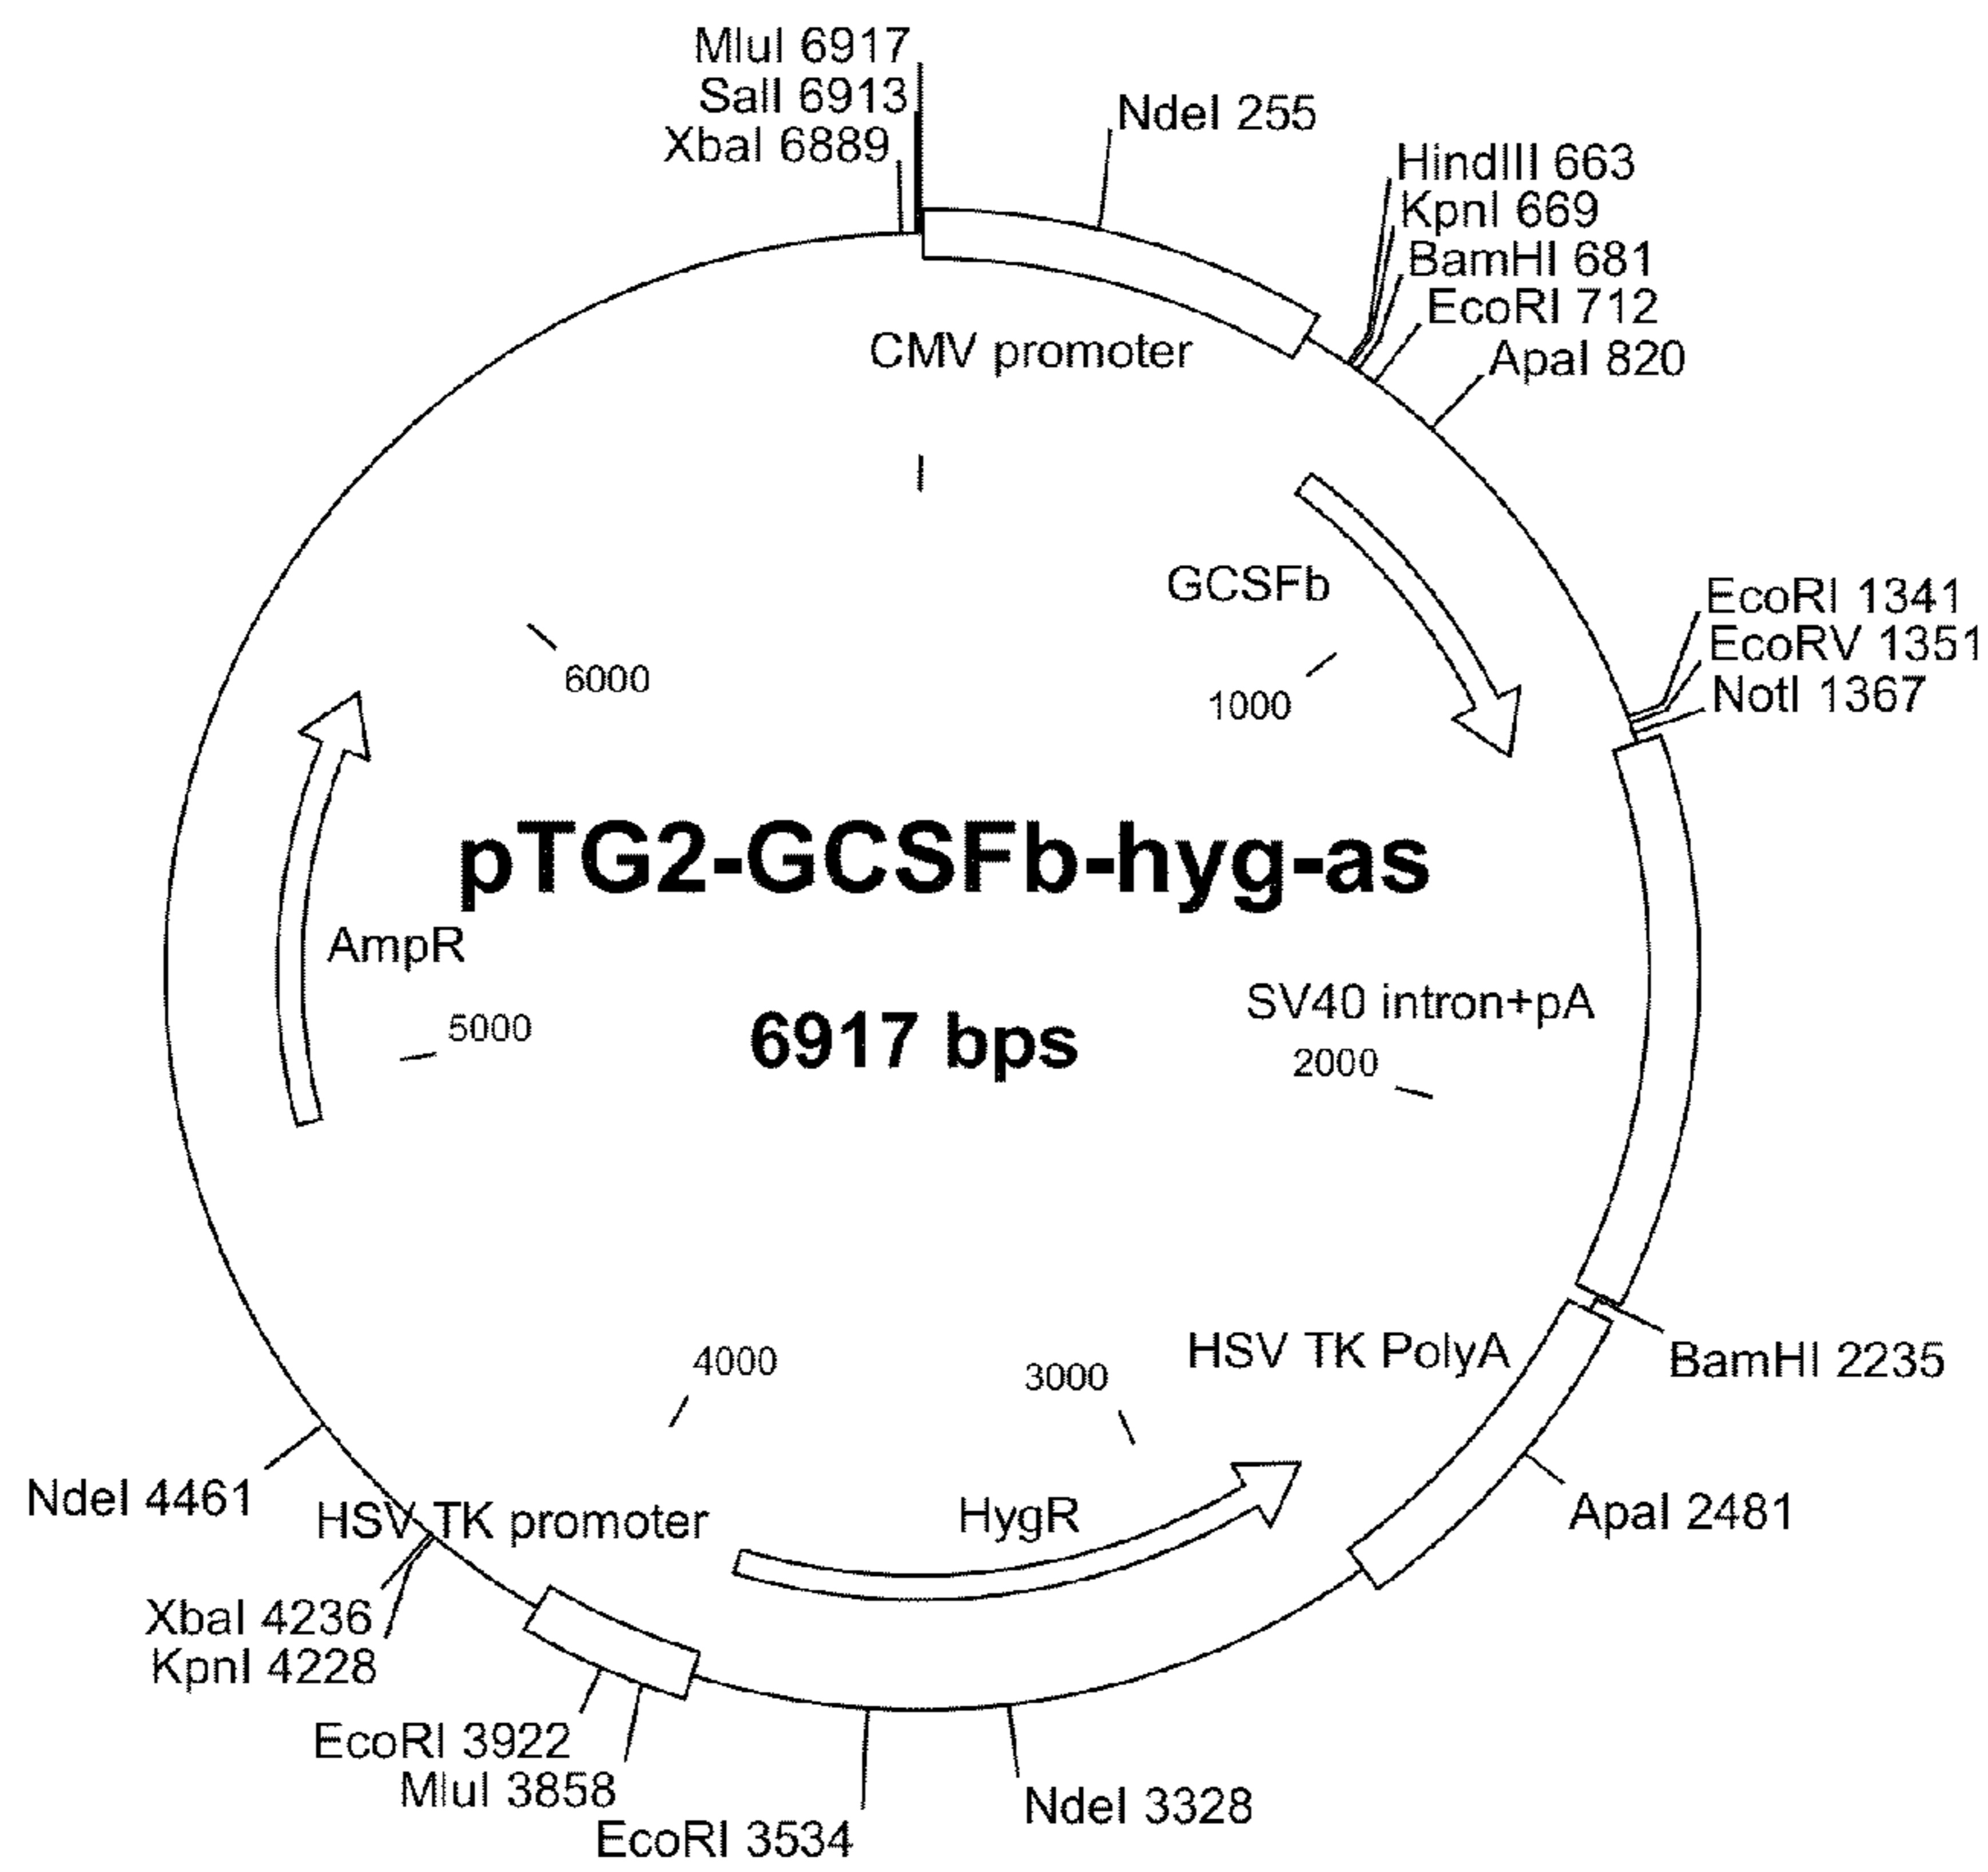 MluI 6917
SalI 6913
XbaI 6889
NdeI 255
HindIII 663
KpnI 669
BamHI 681
EcoRI 712
ApaI 820
CMV promoter
GCSFb
EcoRI 1341
EcoRV 1351
NotI 1367
6000
1000
pTG2-GCSFb-hyg-as
AmpR
5000
6917 bps
SV40 intron+pA
2000
HSV TK PolyA
BamHI 2235
4000
3000
NdeI 4461
HSV TK promoter
HygR
ApaI 2481
XbaI 4236
KpnI 4228
EcoRI 3922
MluI 3858
EcoRI 3534
NdeI 3328